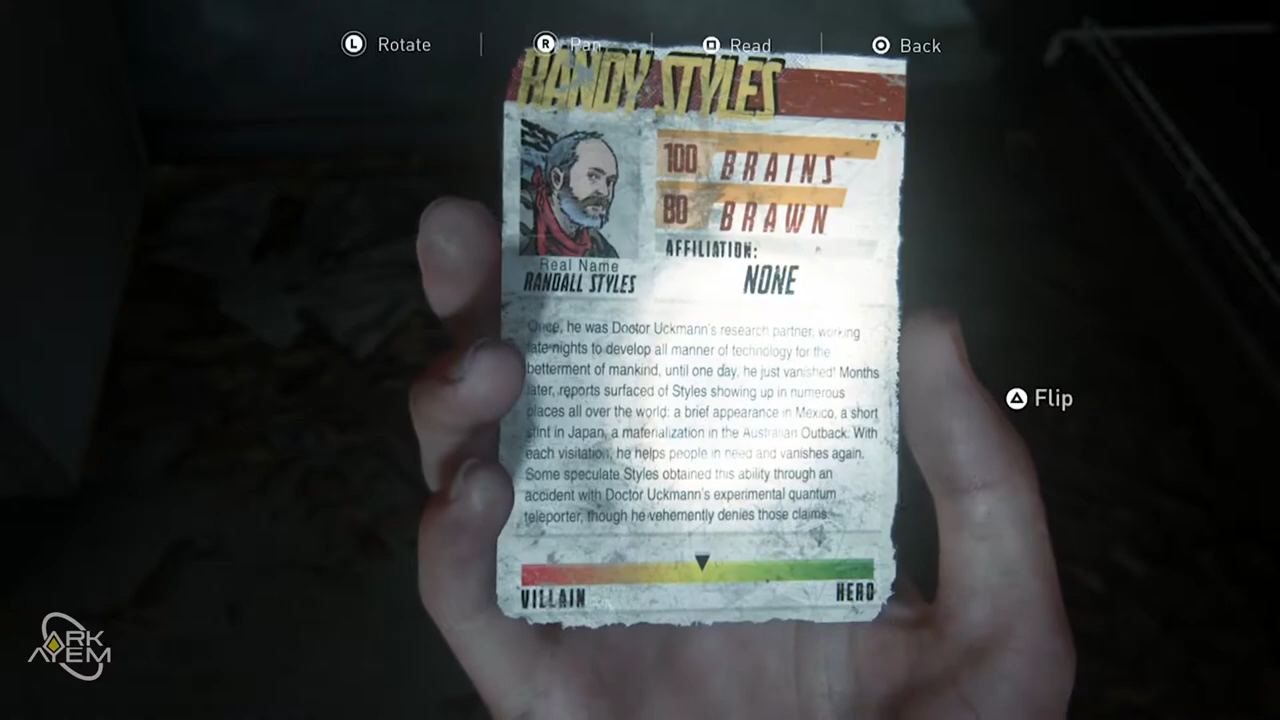 L Rotate
R Pan
Read
Back
RANDY STYLES
100 BRAINS
80 BRAWN
AFFILIATION:
NONE
Real Name
RANDALL STYLES
Once, he was Doctor Uckmann's research partner, working
late nights to develop all manner of technology for the
betterment of mankind, until one day, he just vanished! Months
later, reports surfaced of Styles showing up in numerous
places all over the world: a brief appearance in Mexico, a short
stint in Japan, a materialization in the Australian Outback. With
each visitation, he helps people in need and vanishes again.
Some speculate Styles obtained this ability through an
accident with Doctor Uckmann's experimental quantum
teleporter, though he vehemently denies those claims.
Flip
VILLAIN
HERO
ARK
AYEM